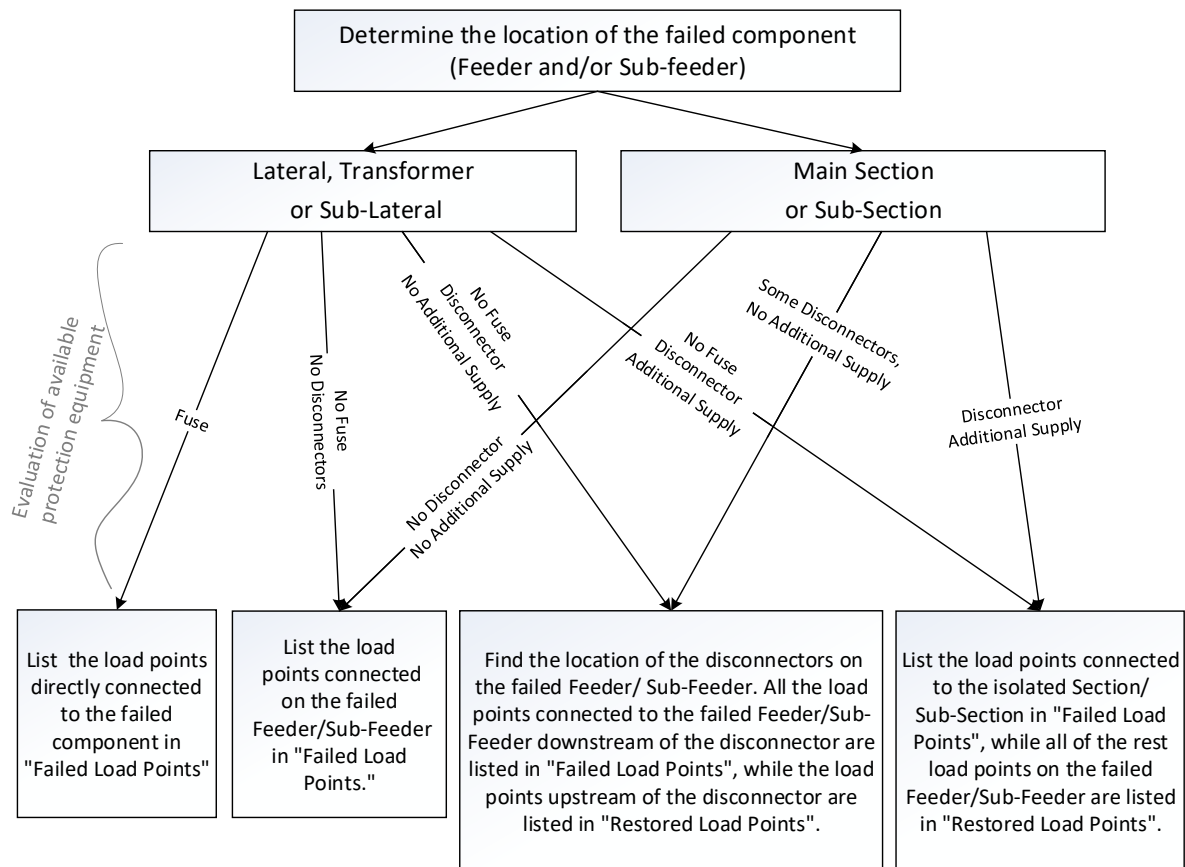 Determine the location of the failed component
(Feeder and/or Sub-feeder)
Lateral, Transformer
or Sub-Lateral
Main Section
or Sub-Section
Evaluation of available
protection equipment
Fuse
No Fuse
No Disconnectors
No Fuse
Disconnector
No Additional Supply
No Disconnector
No Additional Supply
No Fuse
Disconnector
Additional Supply
Some Disconnectors,
No Additional Supply
Disconnector
Additional Supply
List the load points
directly connected
to the failed
component in
"Failed Load Points"
List the load
points connected
on the failed
Feeder/Sub-Feeder
in "Failed Load
Points."
Find the location of the disconnectors on
the failed Feeder/ Sub-Feeder. All the load
points connected to the failed Feeder/Sub-
Feeder downstream of the disconnector are
listed in "Failed Load Points", while the load
points upstream of the disconnector are
listed in "Restored Load Points".
List the load points connected
to the isolated Section/
Sub-Section in "Failed Load
Points", while all of the rest
load points on the failed
Feeder/Sub-Feeder are listed
in "Restored Load Points".